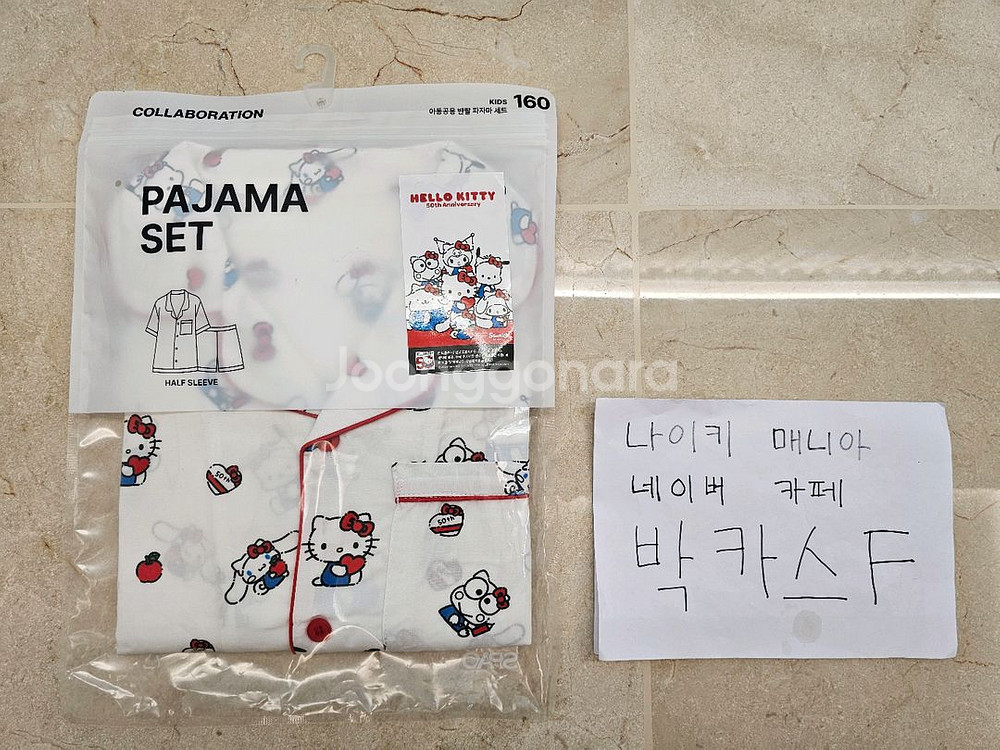 COLLABORATION
KIDS
아동공용 반팔 파자마 세트
160
PAJAMA
SET
HELLO KITTY
50th Anniversary
HALF SLEEVE
Joonggonara
50th
50th
SPAO
나이키 매니아
네이버 카페
박카스F